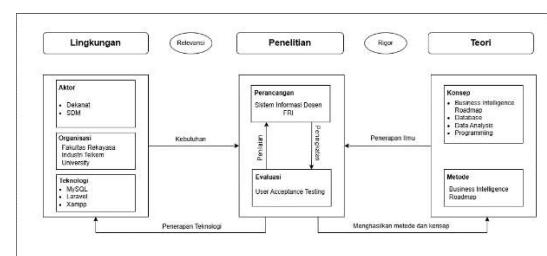 Lingkungan
Relevansi
Penelitian
Rigor
Teori
Aktor
Dekanat
SDM
Organisasi
Fakultas Rekayasa
Industri Telkom
University
Teknologi
MySQL
Laravel
Xampp
Kebutuhan
Perancangan
Sistem Informasi Dosen
FRI
Penilaian
Evaluasi
User Acceptance Testing
Penerapan Ilmu
Konsep
Business Intelligence
Roadmap
Database
Data Analysis
Programming
Metode
Business Intelligence
Roadmap
Penerapan Teknologi
Menghasilkan metode dan konsep